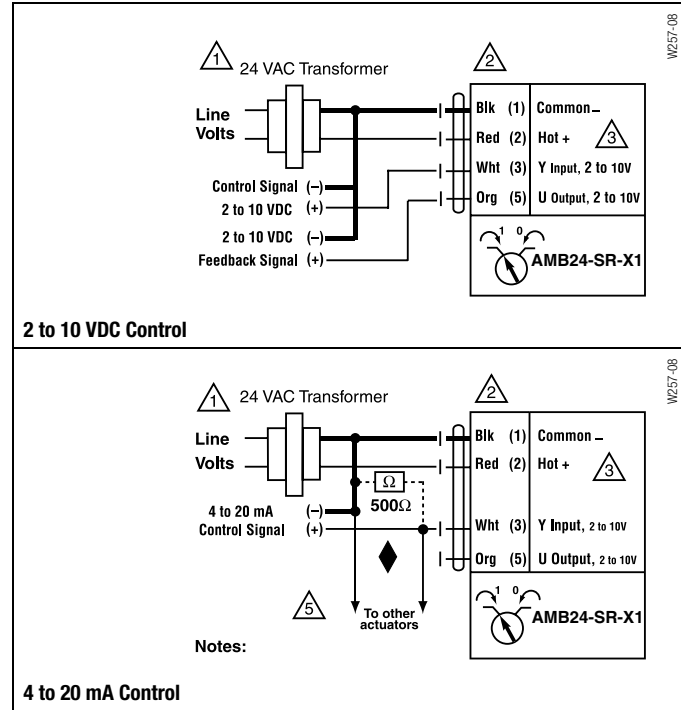 W257-08
1 24 VAC Transformer 2
Line
Volts
Blk (1) Common –
Red (2) Hot + 3
Wht (3) Y Input, 2 to 10V
Org (5) U Output, 2 to 10V
Control Signal (–)
2 to 10 VDC (+)
2 to 10 VDC (–)
Feedback Signal (+)
1 0
AMB24-SR-X1
2 to 10 VDC Control
W257-08
1 24 VAC Transformer 2
Line
Volts
Blk (1) Common –
Red (2) Hot + 3
Ω
500Ω
4 to 20 mA (–)
Control Signal (+)
Wht (3) Y Input, 2 to 10V
Org (5) U Output, 2 to 10V
5
To other
actuators
1 0
AMB24-SR-X1
Notes:
4 to 20 mA Control